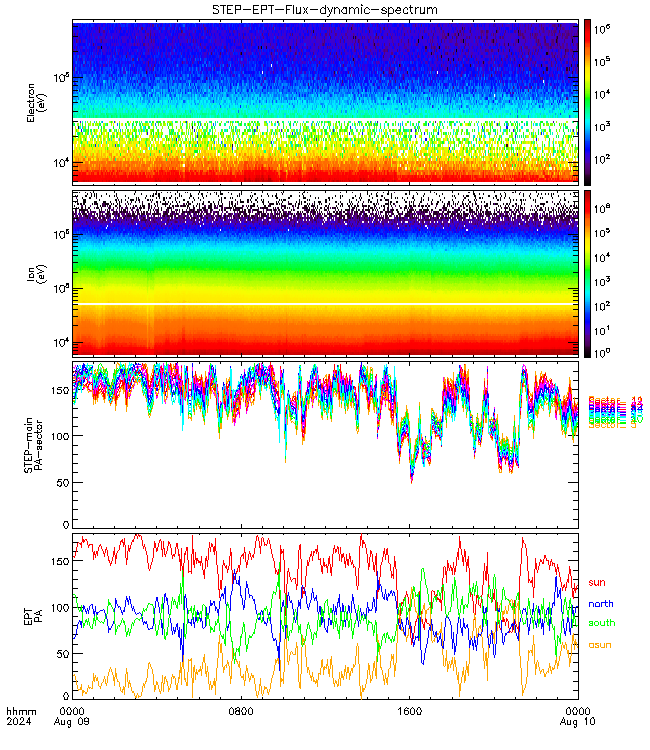 STEP-EPT-Flux-dynamic-spectrum
Electron
(eV)
10⁵
10⁴
10⁶
10⁵
10⁴
10³
10²
Ion
(eV)
10⁶
10⁵
10⁴
10⁶
10⁵
10⁴
10³
10²
10¹
10⁰
STEP-main
PA-sector
150
100
50
0
EPT
PA
150
100
50
0
sun
north
south
asun
hhmm
2024
0000
Aug 09
0800
1600
0000
Aug 10